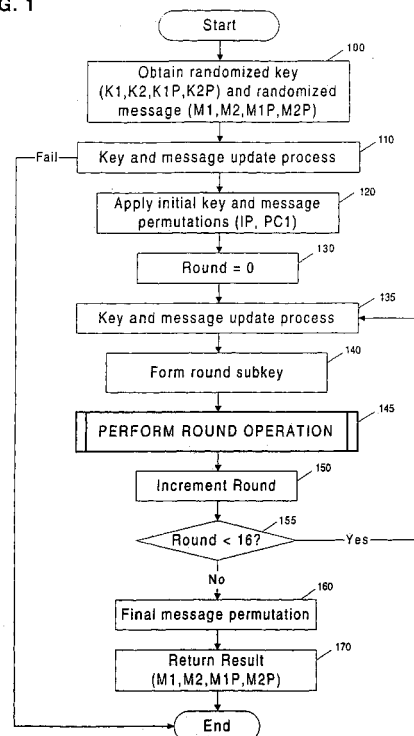 G. 1
Start
100
Obtain randomized key
(K1,K2,K1P,K2P) and randomized
message (M1,M2,M1P,M2P)
110
Fail
Key and message update process
120
Apply initial key and message
permutations (IP, PC1)
130
Round = 0
135
Key and message update process
140
Form round subkey
145
PERFORM ROUND OPERATION
150
Increment Round
155
Round < 16?
Yes
No
160
Final message permutation
170
Return Result
(M1,M2,M1P,M2P)
End